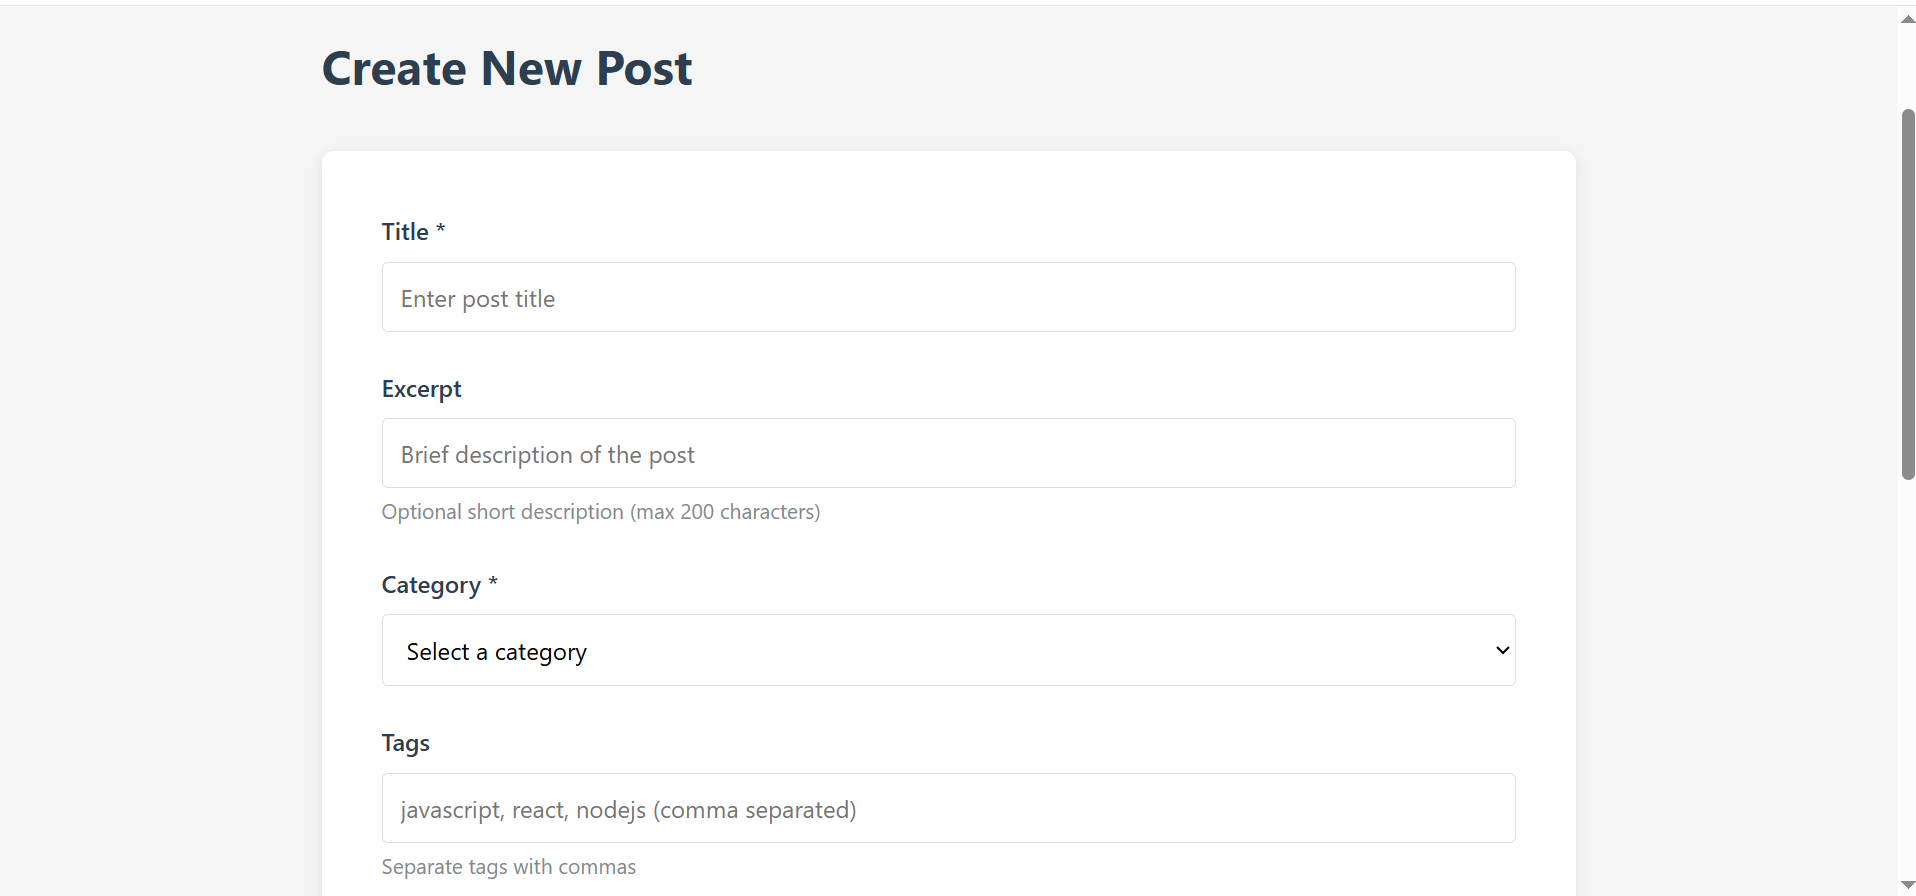 Create New Post
Title *
Enter post title
Excerpt
Brief description of the post
Optional short description (max 200 characters)
Category *
Select a category
Tags
javascript, react, nodejs (comma separated)
Separate tags with commas